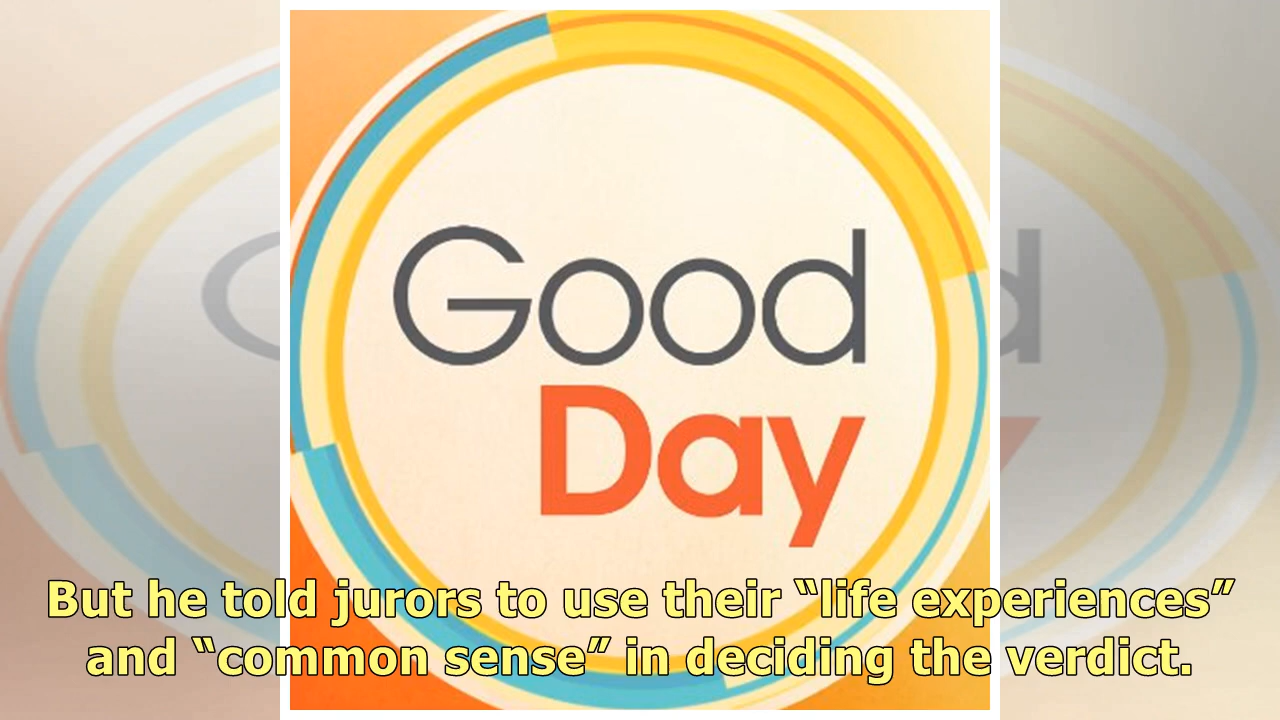 Good
Day
But he told jurors to use their “life experiences”
and “common sense” in deciding the verdict.